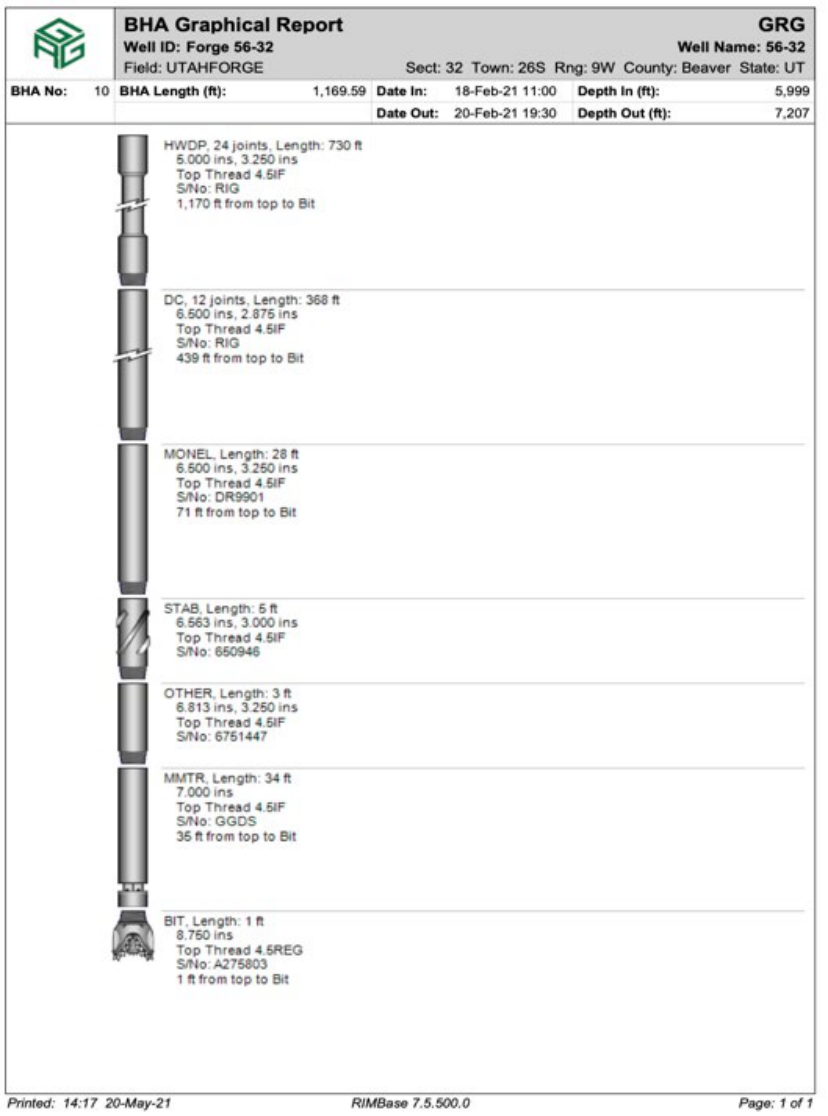 BHA Graphical Report GRG
Well ID: Forge 56-32 Well Name: 56-32
Field: UTAHFORGE Sect: 32 Town: 26S Rng: 9W County: Beaver State: UT
BHA No: 10 BHA Length (ft): 1,169.59 Date In: 18-Feb-21 11:00 Depth In (ft): 5,999
Date Out: 20-Feb-21 19:30 Depth Out (ft): 7,207
HWDP, 24 joints, Length: 730 ft
5.000 ins, 3.250 ins
Top Thread 4.5IF
S/No: RIG
1,170 ft from top to Bit
DC, 12 joints, Length: 368 ft
6.500 ins, 2.875 ins
Top Thread 4.5IF
S/No: RIG
439 ft from top to Bit
MONEL, Length: 28 ft
6.500 ins, 3.250 ins
Top Thread 4.5IF
S/No: DR9901
71 ft from top to Bit
STAB, Length: 5 ft
6.563 ins, 3.000 ins
Top Thread 4.5IF
S/No: 650946
OTHER, Length: 3 ft
6.813 ins, 3.250 ins
Top Thread 4.5IF
S/No: 6751447
MMTR, Length: 34 ft
7.000 ins
Top Thread 4.5IF
S/No: GGDS
35 ft from top to Bit
BIT, Length: 1 ft
8.750 ins
Top Thread 4.5REG
S/No: A275803
1 ft from top to Bit
Printed: 14:17 20-May-21 RIMBase 7.5.500.0 Page: 1 of 1